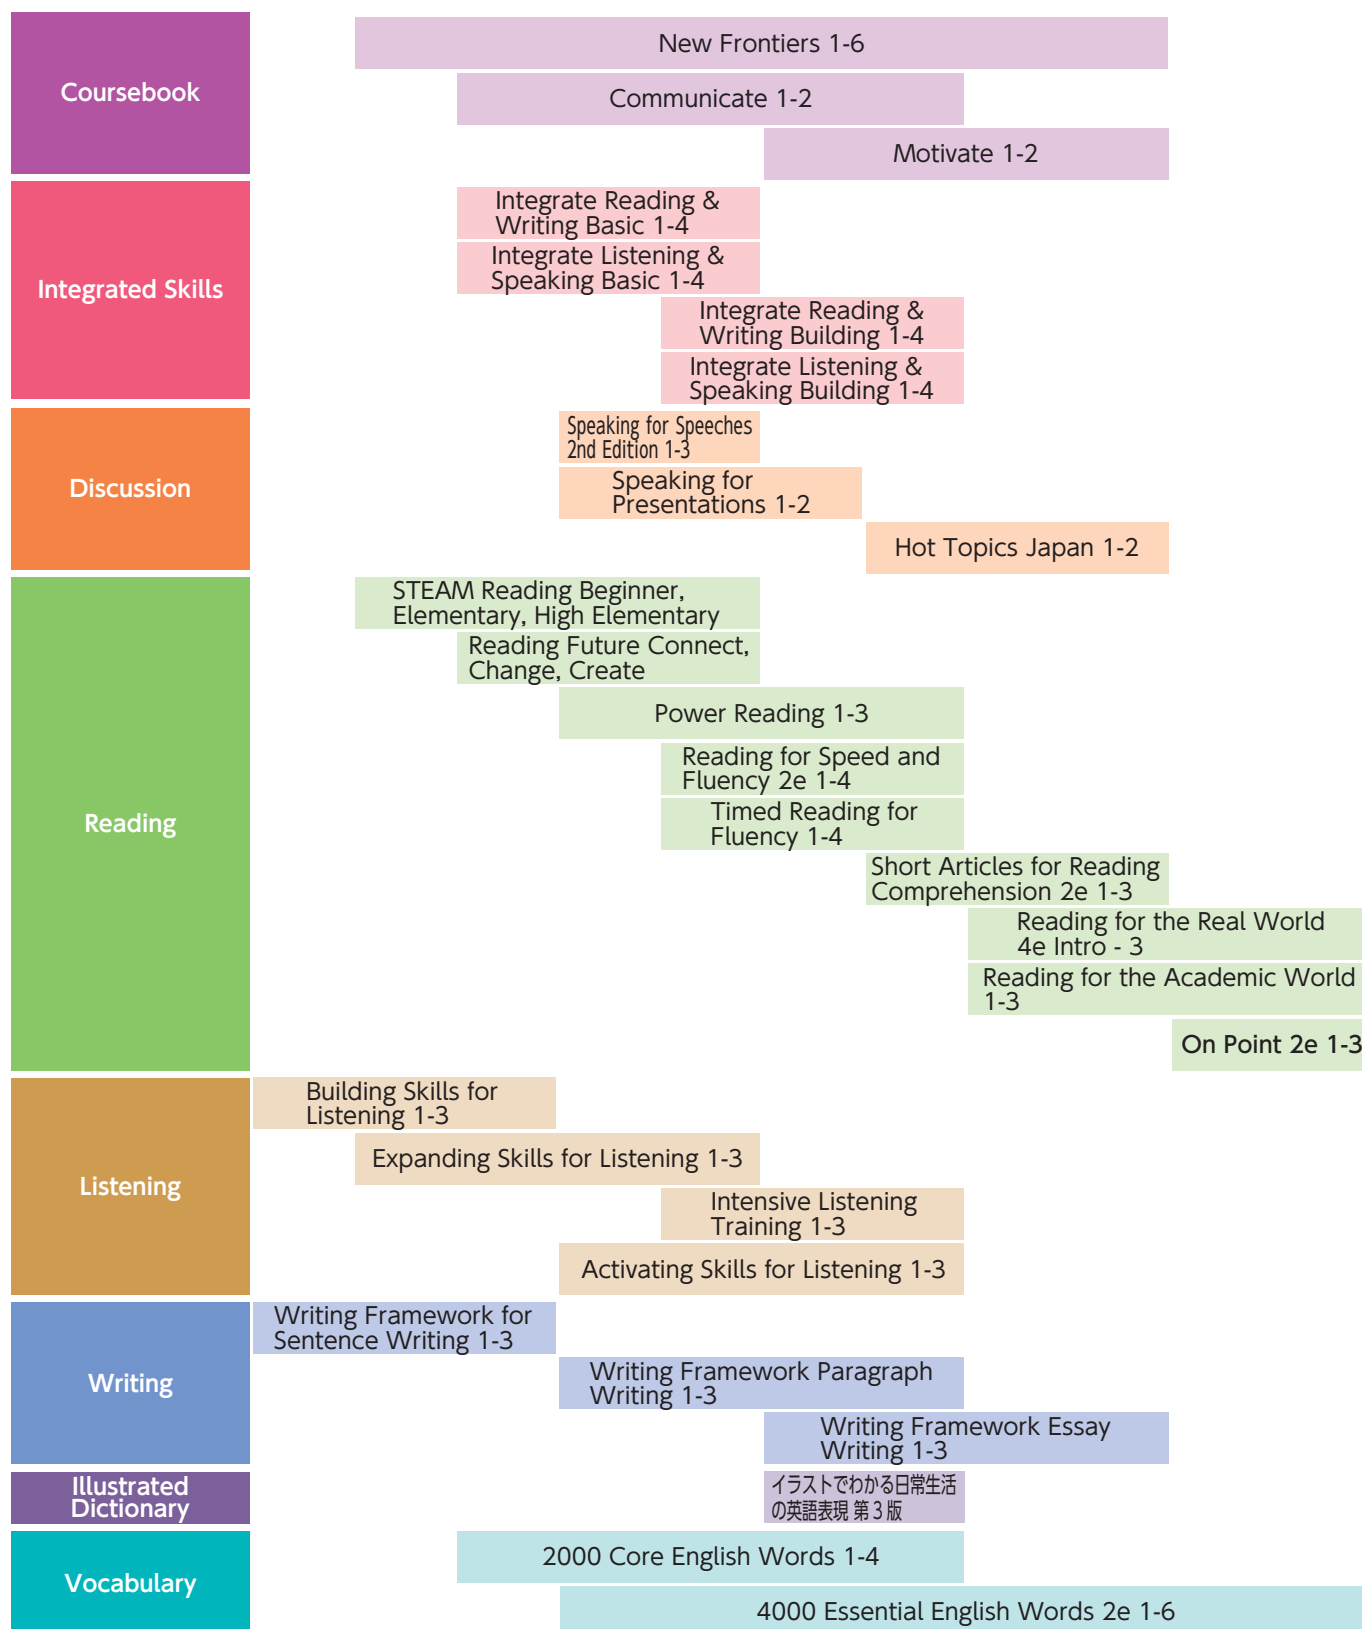 Coursebook
New Frontiers 1-6
Communicate 1-2
Motivate 1-2
Integrated Skills
Integrate Reading &
Writing Basic 1-4
Integrate Listening &
Speaking Basic 1-4
Integrate Reading &
Writing Building 1-4
Integrate Listening &
Speaking Building 1-4
Discussion
Speaking for Speeches
2nd Edition 1-3
Speaking for
Presentations 1-2
Hot Topics Japan 1-2
Reading
STEAM Reading Beginner,
Elementary, High Elementary
Reading Future Connect,
Change, Create
Power Reading 1-3
Reading for Speed and
Fluency 2e 1-4
Timed Reading for
Fluency 1-4
Short Articles for Reading
Comprehension 2e 1-3
Reading for the Real World
4e Intro - 3
Reading for the Academic World
1-3
On Point 2e 1-3
Listening
Building Skills for
Listening 1-3
Expanding Skills for Listening 1-3
Intensive Listening
Training 1-3
Activating Skills for Listening 1-3
Writing
Writing Framework for
Sentence Writing 1-3
Writing Framework Paragraph
Writing 1-3
Writing Framework Essay
Writing 1-3
Illustrated
Dictionary
イラストでわかる日常生活
の英語表現 第3版
Vocabulary
2000 Core English Words 1-4
4000 Essential English Words 2e 1-6